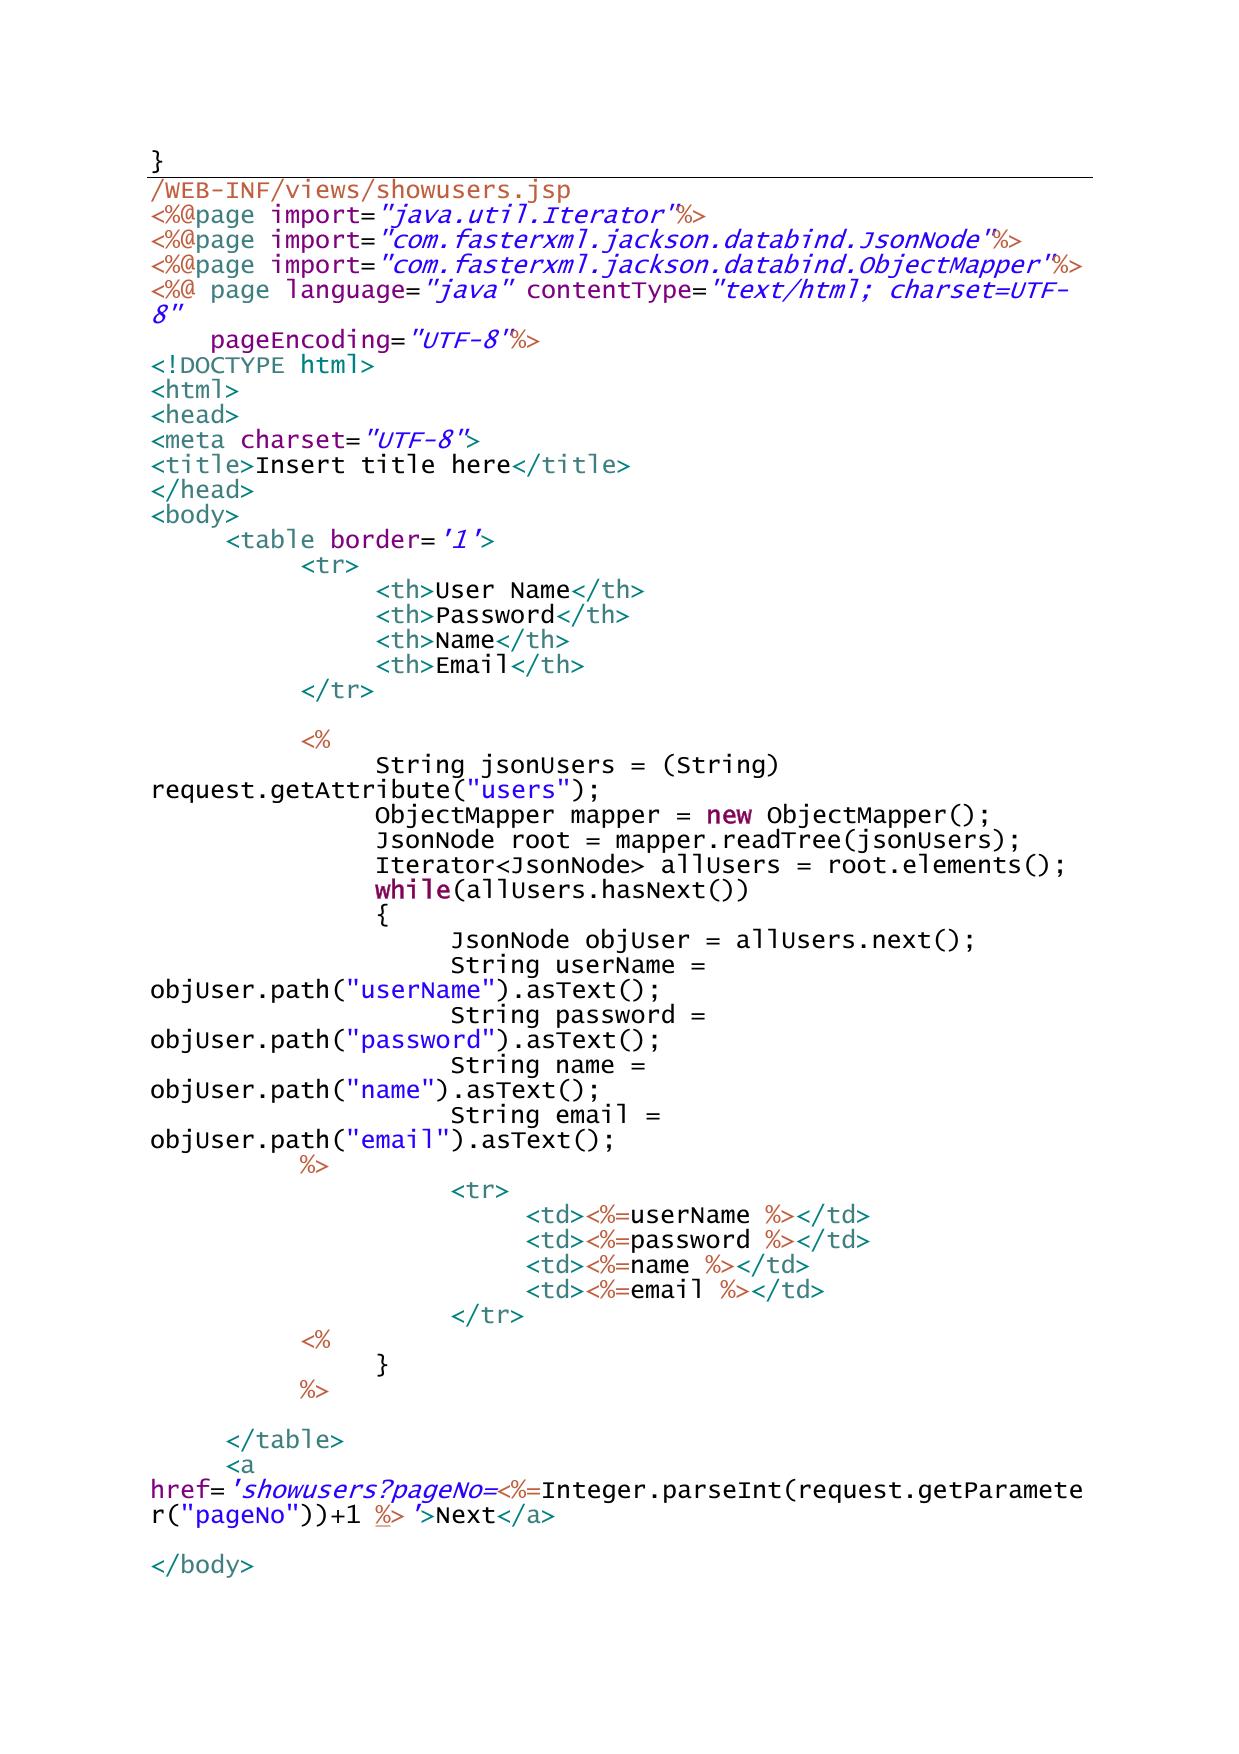 }
/WEB-INF/views/showusers.jsp
<%@page import="java.util.Iterator"%>
<%@page import="com.fasterxml.jackson.databind.JsonNode"%>
<%@page import="com.fasterxml.jackson.databind.ObjectMapper"%>
<%@ page language="java" contentType="text/html; charset=UTF-
8"
    pageEncoding="UTF-8"%>
<!DOCTYPE html>
<html>
<head>
<meta charset="UTF-8">
<title>Insert title here</title>
</head>
<body>
     <table border='1'>
          <tr>
               <th>User Name</th>
               <th>Password</th>
               <th>Name</th>
               <th>Email</th>
          </tr>
          <%
               String jsonUsers = (String)
request.getAttribute("users");
               ObjectMapper mapper = new ObjectMapper();
               JsonNode root = mapper.readTree(jsonUsers);
               Iterator<JsonNode> allUsers = root.elements();
               while(allUsers.hasNext())
               {
                    JsonNode objUser = allUsers.next();
                    String userName =
objUser.path("userName").asText();
                    String password =
objUser.path("password").asText();
                    String name =
objUser.path("name").asText();
                    String email =
objUser.path("email").asText();
          %>
                    <tr>
                         <td><%=userName %></td>
                         <td><%=password %></td>
                         <td><%=name %></td>
                         <td><%=email %></td>
                    </tr>
          <%
               }
          %>
     </table>
     <a
href='showusers?pageNo=<%=Integer.parseInt(request.getParamete
r("pageNo"))+1 %> '>Next</a>
</body>